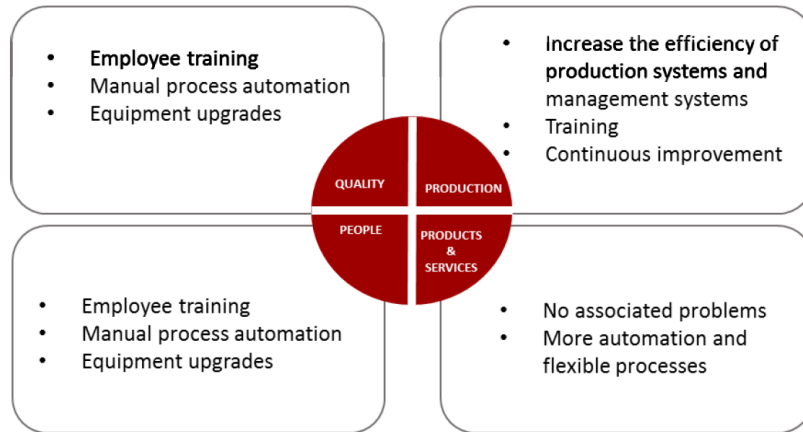 • Employee training
• Manual process automation
• Equipment upgrades
• Increase the efficiency of
production systems and
management systems
• Training
• Continuous improvement
QUALITY
PRODUCTION
PEOPLE
PRODUCTS
&
SERVICES
• Employee training
• Manual process automation
• Equipment upgrades
• No associated problems
• More automation and
flexible processes